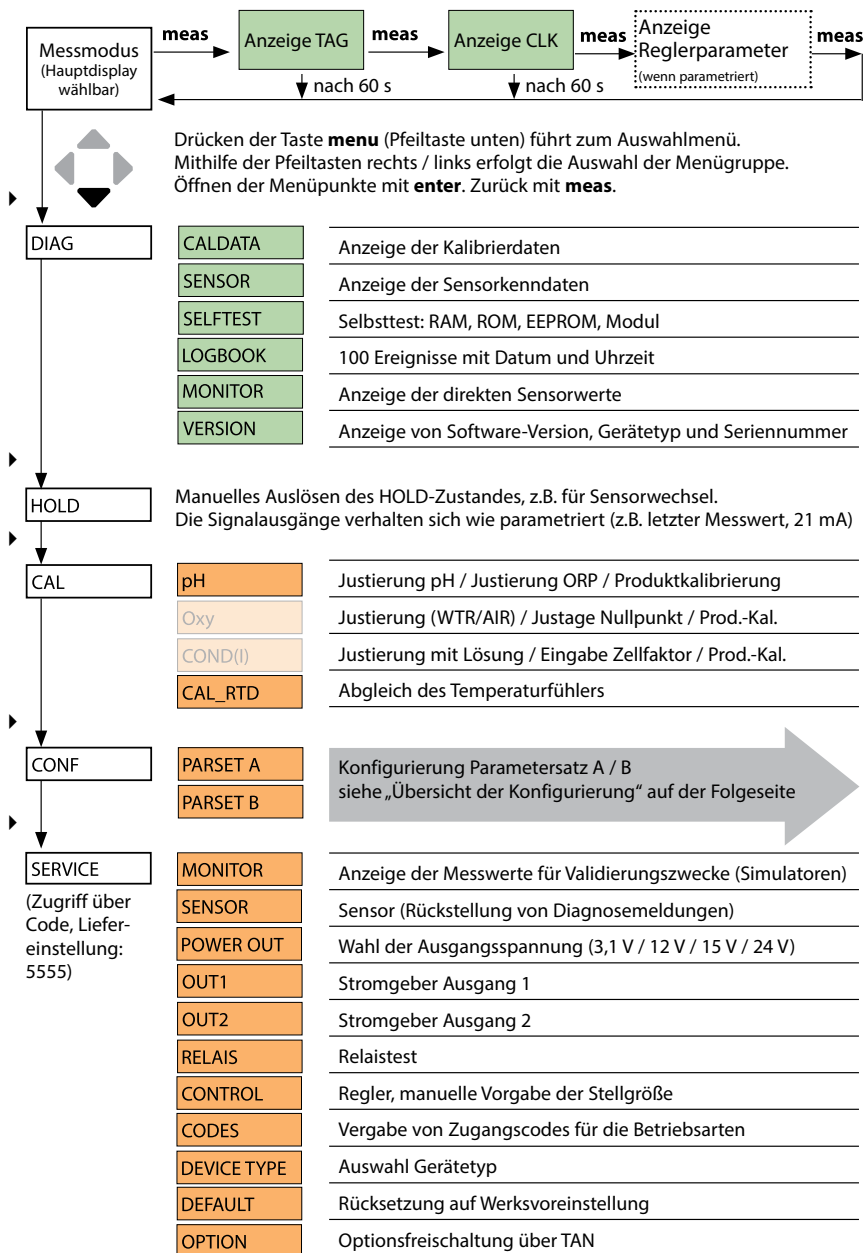 Messmodus
(Hauptdisplay
wählbar)
meas
Anzeige TAG
meas
Anzeige CLK
meas
Anzeige
Reglerparameter
(wenn parametriert)
meas
nach 60 s
nach 60 s
Drücken der Taste menu (Pfeiltaste unten) führt zum Auswahlmenü.
Mithilfe der Pfeiltasten rechts / links erfolgt die Auswahl der Menügruppe.
Öffnen der Menüpunkte mit enter. Zurück mit meas.
DIAG
CALDATA Anzeige der Kalibrierdaten
SENSOR Anzeige der Sensorkenndaten
SELFTEST Selbsttest: RAM, ROM, EEPROM, Modul
LOGBOOK 100 Ereignisse mit Datum und Uhrzeit
MONITOR Anzeige der direkten Sensorwerte
VERSION Anzeige von Software-Version, Gerätetyp und Seriennummer
HOLD
Manuelles Auslösen des HOLD-Zustandes, z.B. für Sensorwechsel.
Die Signalausgänge verhalten sich wie parametriert (z.B. letzter Messwert, 21 mA)
CAL
pH Justierung pH / Justierung ORP / Produktkalibrierung
Oxy Justierung (WTR/AIR) / Justage Nullpunkt / Prod.-Kal.
COND(I) Justierung mit Lösung / Eingabe Zellfaktor / Prod.-Kal.
CAL_RTD Abgleich des Temperaturfühlers
CONF
PARSET A
PARSET B
Konfigurierung Parametersatz A / B
siehe „Übersicht der Konfigurierung“ auf der Folgeseite
SERVICE
(Zugriff über
Code, Liefer-
einstellung:
5555)
MONITOR Anzeige der Messwerte für Validierungszwecke (Simulatoren)
SENSOR Sensor (Rückstellung von Diagnosemeldungen)
POWER OUT Wahl der Ausgangsspannung (3,1 V / 12 V / 15 V / 24 V)
OUT1 Stromgeber Ausgang 1
OUT2 Stromgeber Ausgang 2
RELAIS Relaistest
CONTROL Regler, manuelle Vorgabe der Stellgröße
CODES Vergabe von Zugangscodes für die Betriebsarten
DEVICE TYPE Auswahl Gerätetyp
DEFAULT Rücksetzung auf Werksvoreinstellung
OPTION Optionsfreischaltung über TAN